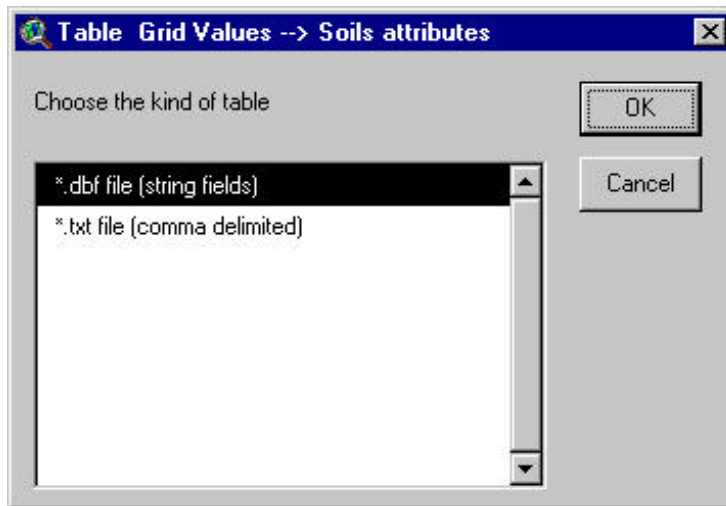 Table Grid Values --> Soils attributes
Choose the kind of table
OK
*.dbf file (string fields)
Cancel
*.txt file (comma delimited)